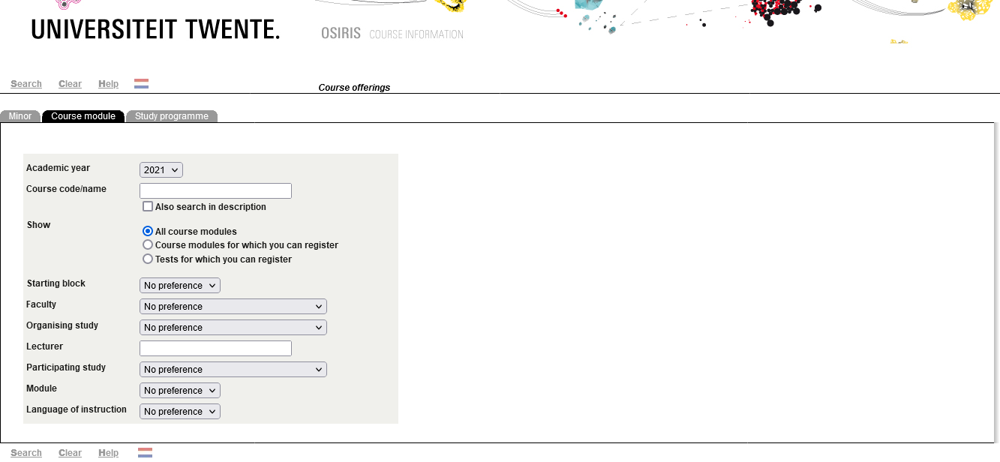 UNIVERSITEIT TWENTE. OSIRIS COURSE INFORMATION
Search Clear Help
Course offerings
Minor Course module Study programme
Academic year 2021
Course code/name
Also search in description
Show
All course modules
Course modules for which you can register
Tests for which you can register
Starting block No preference
Faculty No preference
Organising study No preference
Lecturer
Participating study No preference
Module No preference
Language of instruction No preference
Search Clear Help